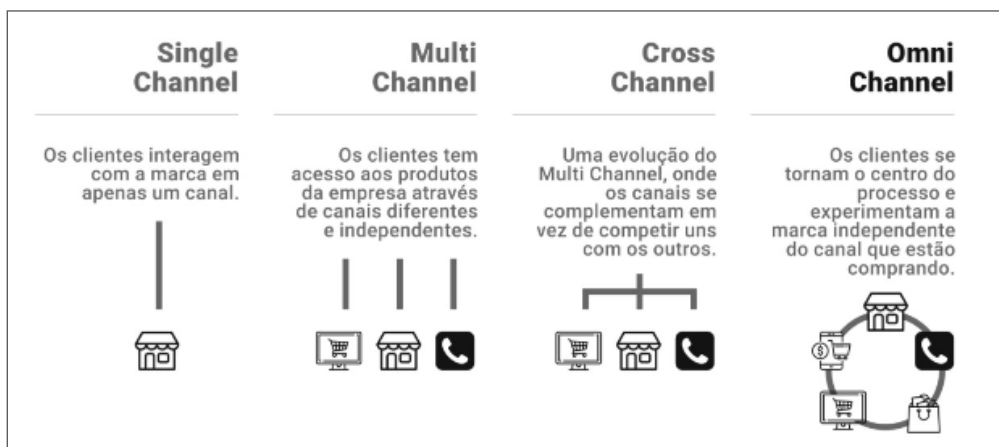 Single
Channel
Os clientes interagem
com a marca em
apenas um canal.
Multi
Channel
Os clientes tem
acesso aos produtos
da empresa através
de canais diferentes
e independentes.
Cross
Channel
Uma evolução do
Multi Channel, onde
os canais se
complementam em
vez de competir uns
com os outros.
Omni
Channel
Os clientes se
tornam o centro do
processo e
experimentam a
marca independente
do canal que estão
comprando.
$